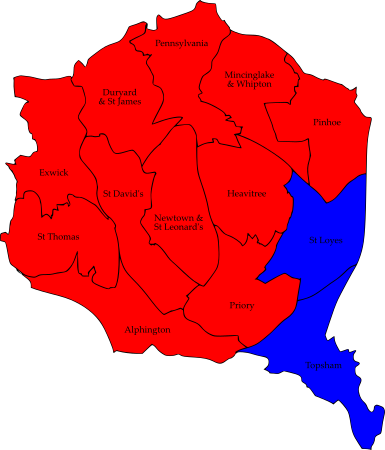 Pennsylvania
Mincinglake
& Whipton
Duryard
& St James
Pinhoe
Exwick
St David's
Heavitree
Newtown &
St Leonard's
St Thomas
St Loyes
Priory
Alphington
Topsham